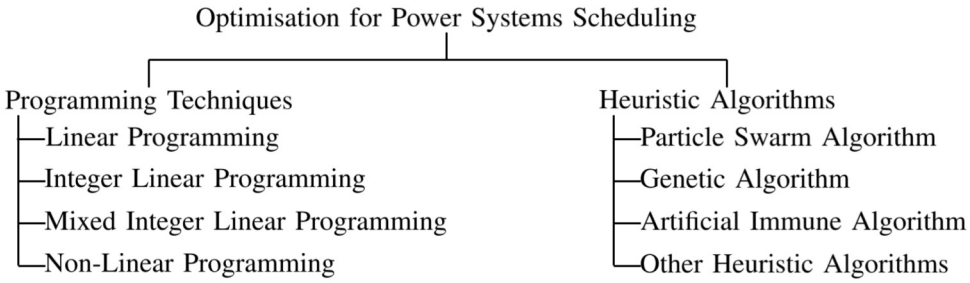 Optimisation for Power Systems Scheduling
Programming Techniques
Linear Programming
Integer Linear Programming
Mixed Integer Linear Programming
Non-Linear Programming
Heuristic Algorithms
Particle Swarm Algorithm
Genetic Algorithm
Artificial Immune Algorithm
Other Heuristic Algorithms